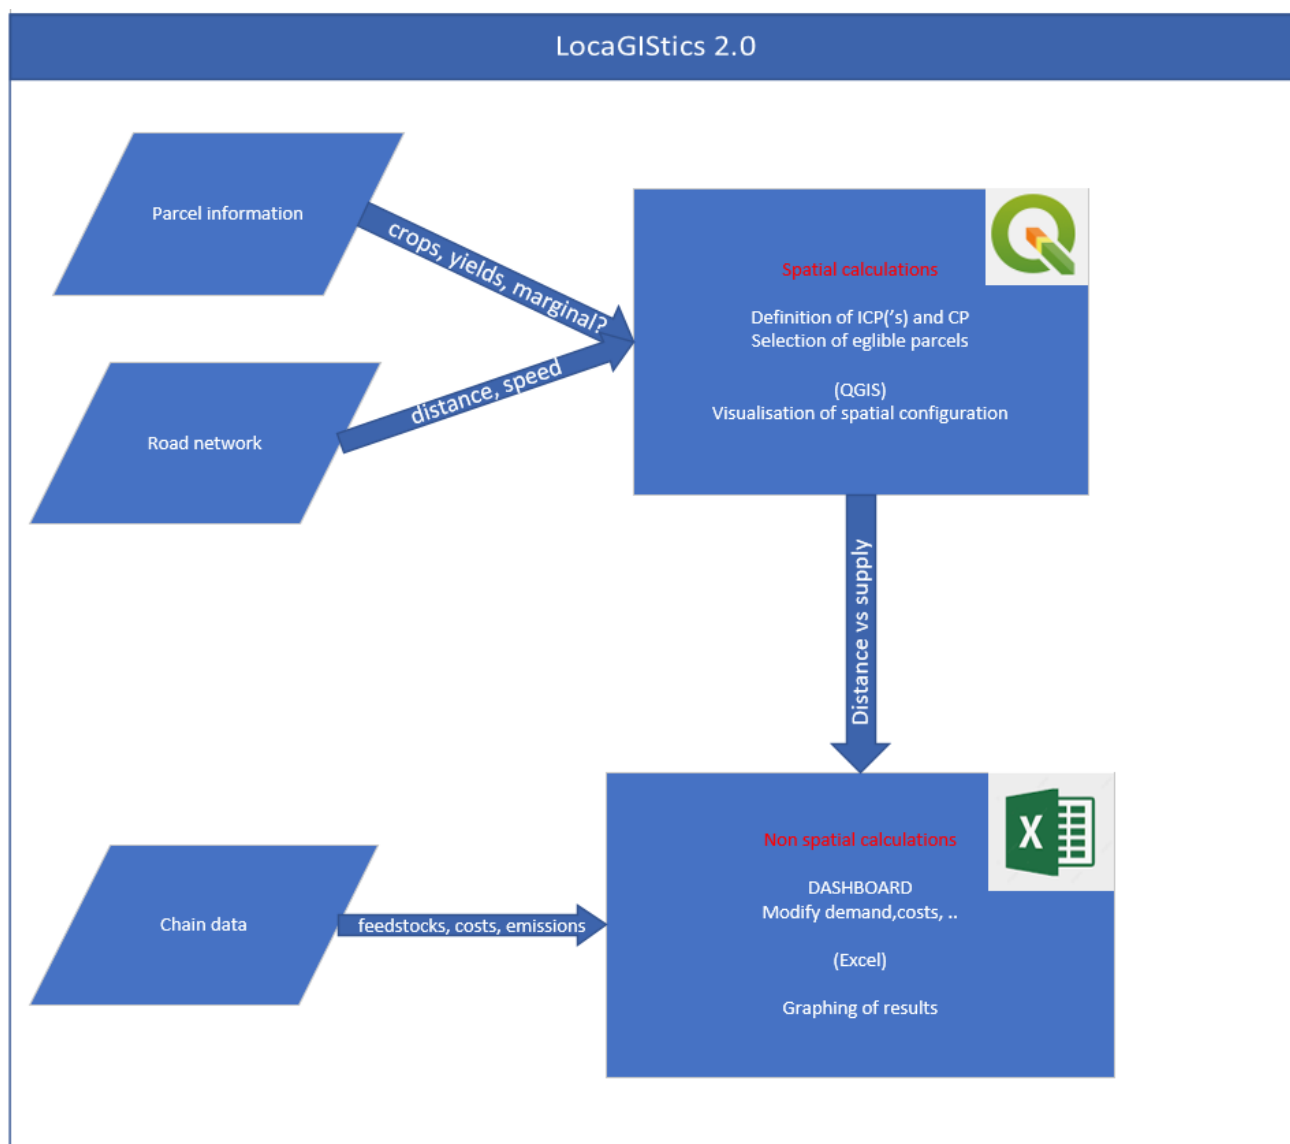 LocaGIStics 2.0
Parcel information
crops, yields, marginal?
Road network
distance, speed
Spatial calculations
Definition of ICP('s) and CP
Selection of eglible parcels
(QGIS)
Visualisation of spatial configuration
Distance vs supply
Chain data
feedstocks, costs, emissions
Non spatial calculations
DASHBOARD
Modify demand,costs, ..
(Excel)
Graphing of results
X